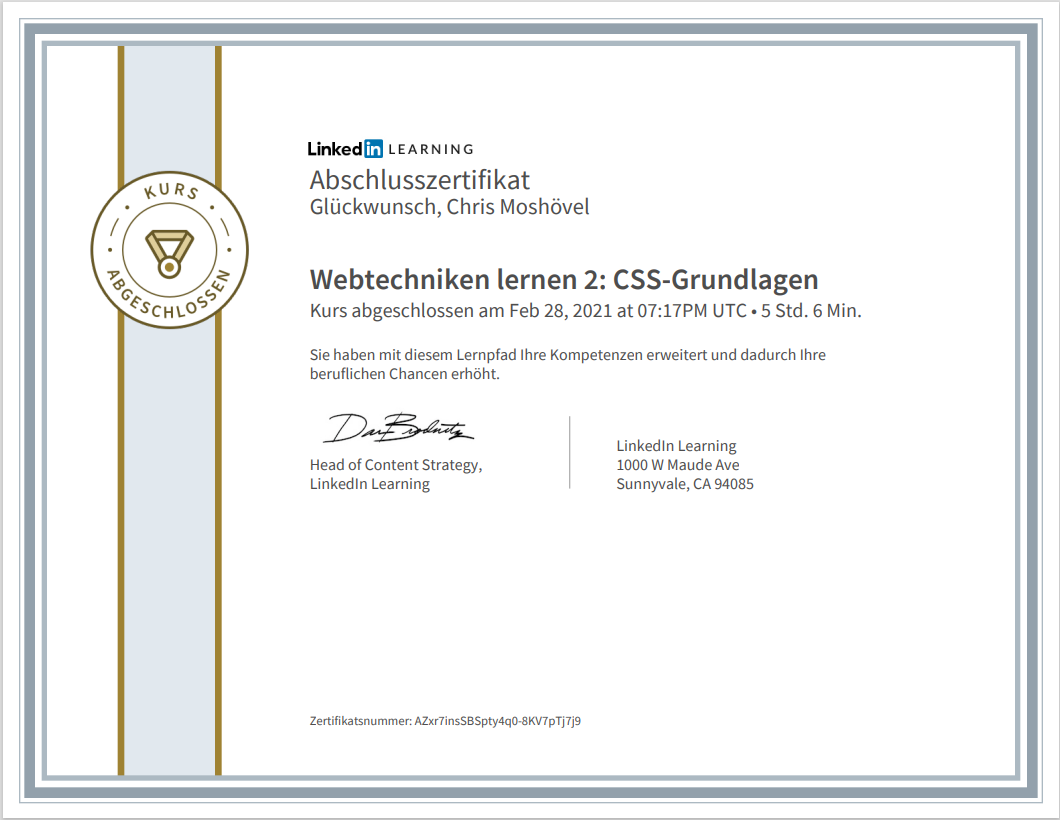 LinkedIn LEARNING
Abschlusszertifikat
Glückwunsch, Chris Moshövel
KURS
ABGESCHLOSSEN
Webtechniken lernen 2: CSS-Grundlagen
Kurs abgeschlossen am Feb 28, 2021 at 07:17PM UTC • 5 Std. 6 Min.
Sie haben mit diesem Lernpfad Ihre Kompetenzen erweitert und dadurch Ihre
beruflichen Chancen erhöht.
Head of Content Strategy,
LinkedIn Learning
LinkedIn Learning
1000 W Maude Ave
Sunnyvale, CA 94085
Zertifikatsnummer: AZxr7insSBSpty4q0-8KV7pTj7j9